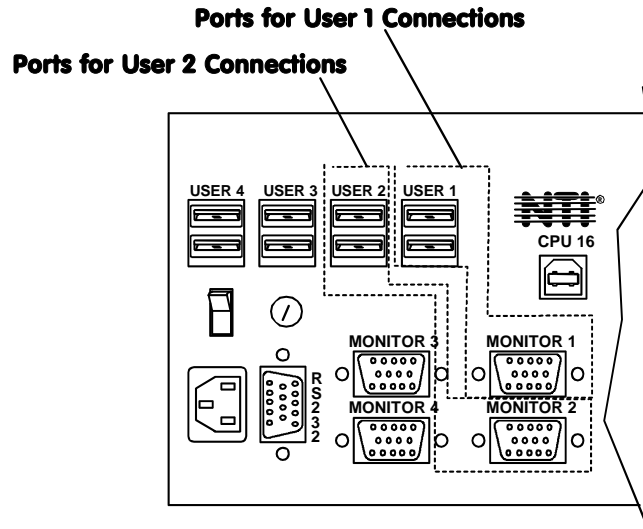 Ports for User 1 Connections
Ports for User 2 Connections
USER 4 USER 3 USER 2 USER 1
NTI®
CPU 16
MONITOR 3 MONITOR 1
RS232
MONITOR 4 MONITOR 2